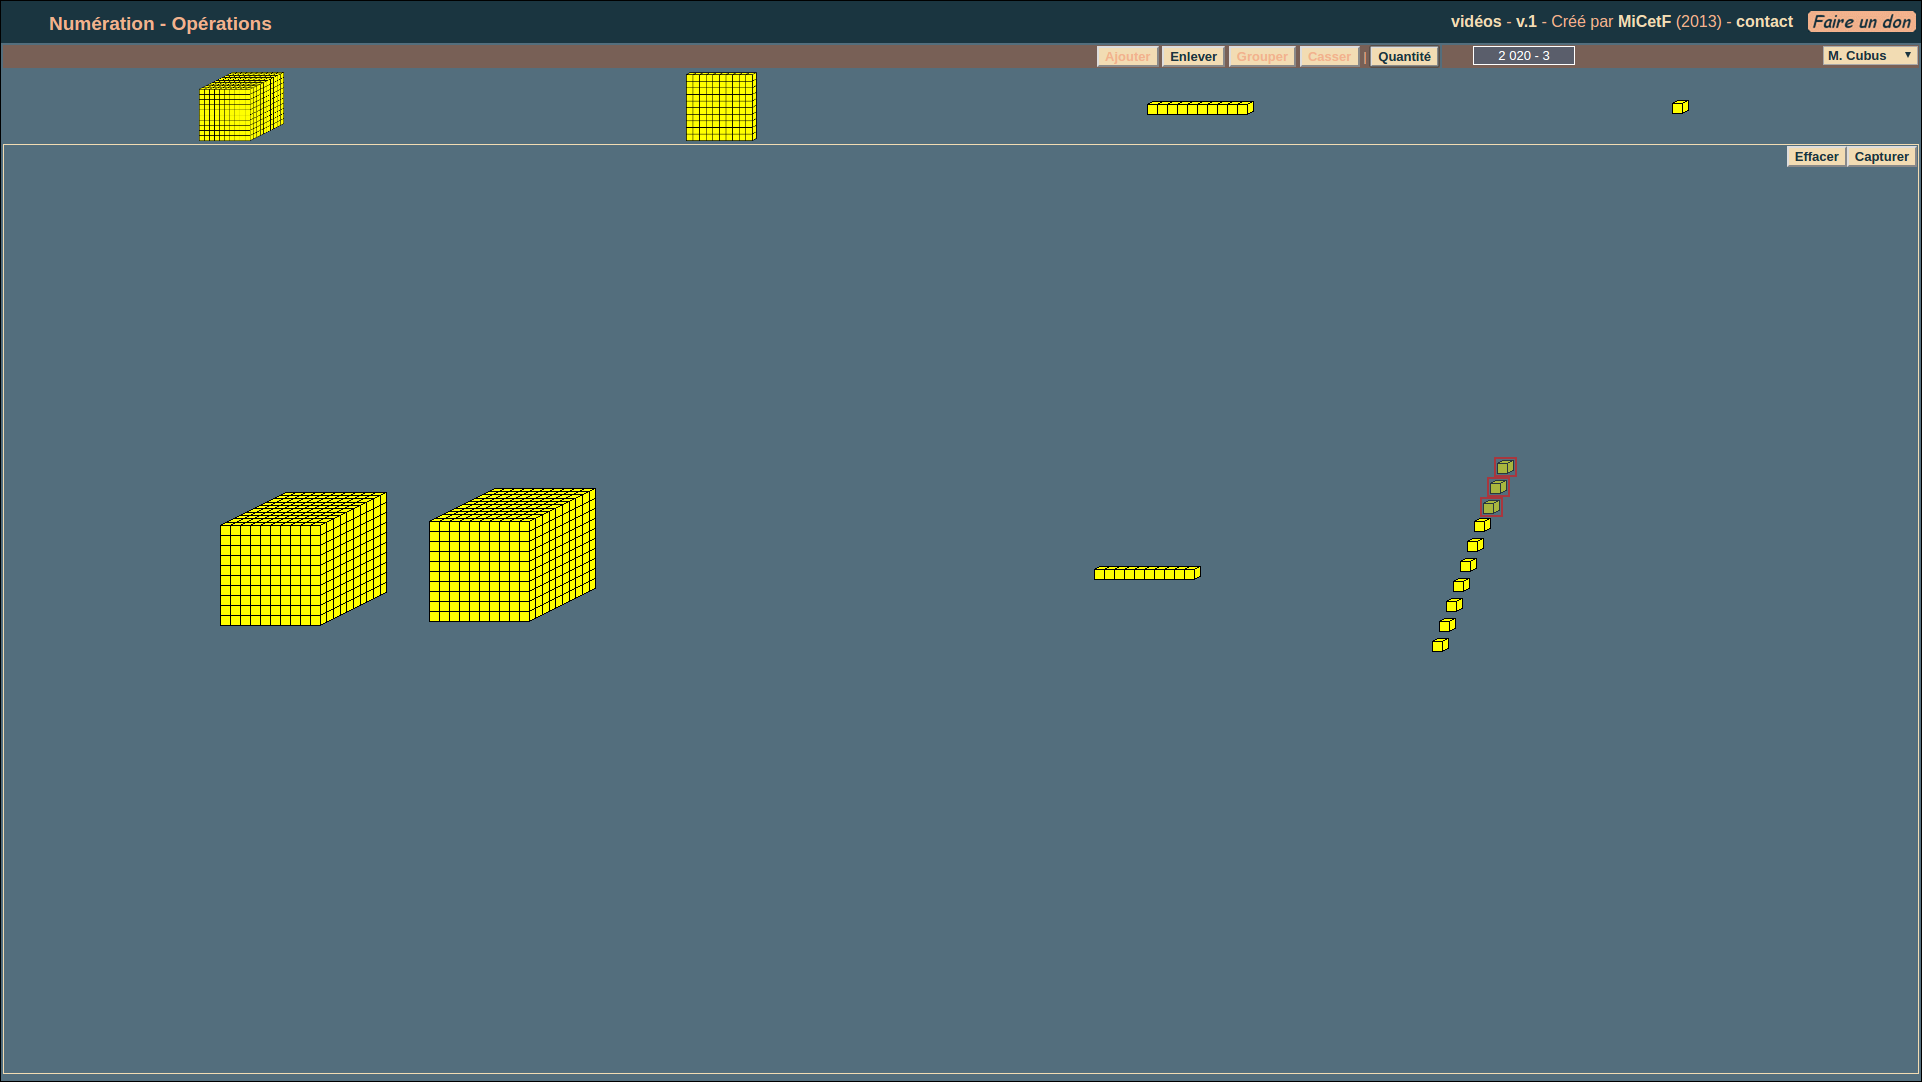 Numération - Opérations
vidéos - v.1 - Créé par MiCetF (2013) - contact Faire un don
Ajouter Enlever Grouper Casser | Quantité 2 020 - 3 M. Cubus
Effacer Capturer